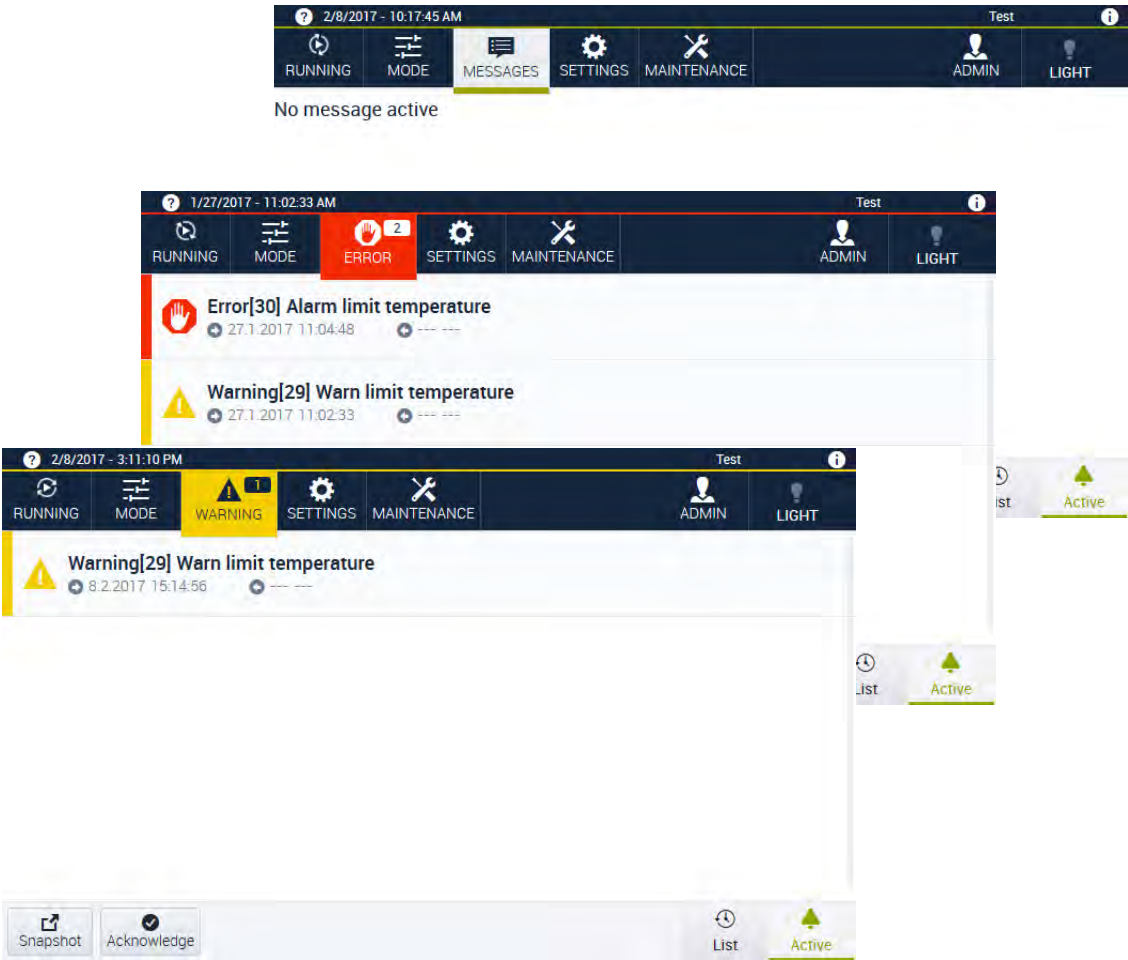 ? 2/8/2017 - 10:17:45 AM Test i
RUNNING MODE MESSAGES SETTINGS MAINTENANCE ADMIN LIGHT
No message active
? 1/27/2017 - 11:02:33 AM Test i
2
RUNNING MODE ERROR SETTINGS MAINTENANCE ADMIN LIGHT
Error[30] Alarm limit temperature
27.1.2017 11:04:48 --- ---
Warning[29] Warn limit temperature
27.1.2017 11:02:33 --- ---
? 2/8/2017 - 3:11:10 PM Test i
1
RUNNING MODE WARNING SETTINGS MAINTENANCE ADMIN LIGHT
ist Active
Warning[29] Warn limit temperature
8.2.2017 15:14:56 --- ---
List Active
Snapshot Acknowledge List Active